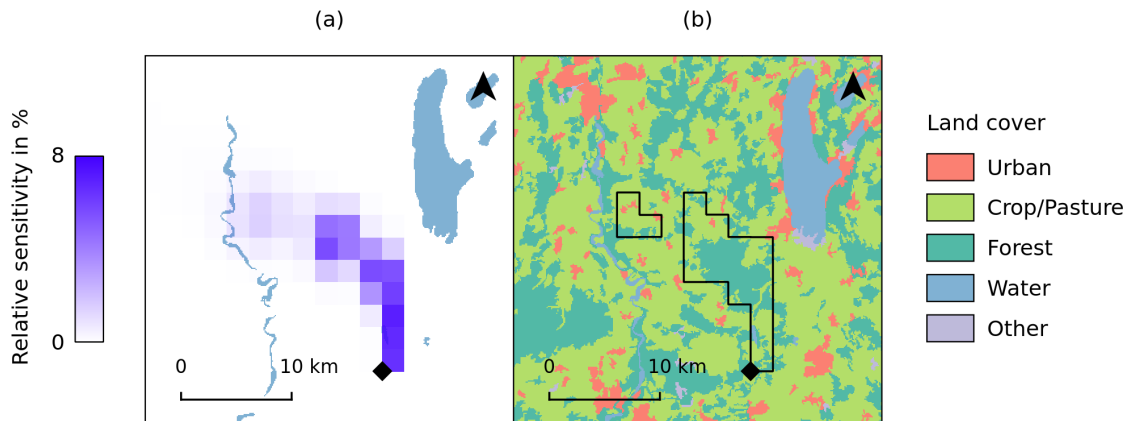 (a)
(b)
Relative sensitivity in %
8
0
0
10 km
0
10 km
Land cover
Urban
Crop/Pasture
Forest
Water
Other